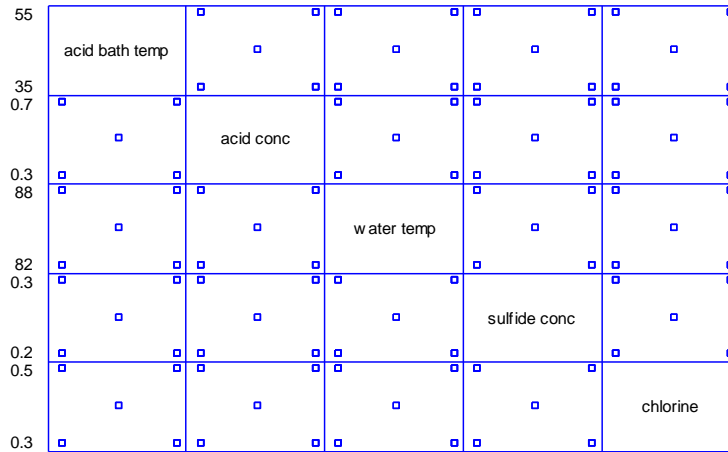 55
acid bath temp
35
0.7
acid conc
0.3
88
water temp
82
0.3
sulfide conc
0.2
0.5
chlorine
0.3